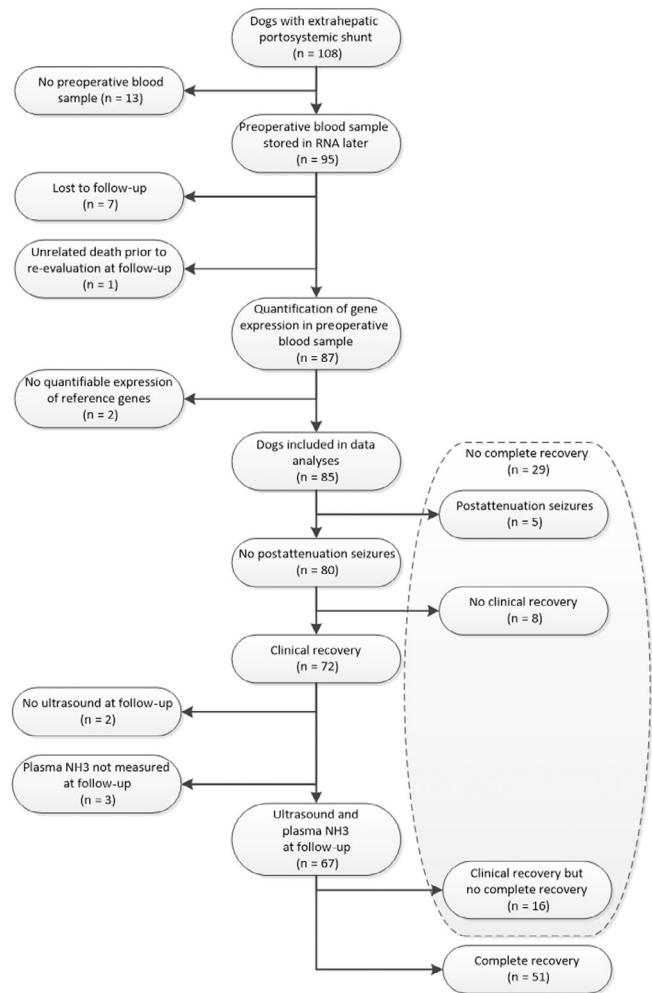 Dogs with extrahepatic
portosystemic shunt
(n = 108)
No preoperative blood
sample (n = 13)
Preoperative blood sample
stored in RNA later
(n = 95)
Lost to follow-up
(n = 7)
Unrelated death prior to
re-evaluation at follow-up
(n = 1)
Quantification of gene
expression in preoperative
blood sample
(n = 87)
No quantifiable expression
of reference genes
(n = 2)
Dogs included in data
analyses
(n = 85)
No complete recovery
(n = 29)
Postattenuation seizures
(n = 5)
No postattenuation seizures
(n = 80)
No clinical recovery
(n = 8)
Clinical recovery
(n = 72)
No ultrasound at follow-up
(n = 2)
Plasma NH3 not measured
at follow-up
(n = 3)
Ultrasound and
plasma NH3
at follow-up
(n = 67)
Clinical recovery but
no complete recovery
(n = 16)
Complete recovery
(n = 51)